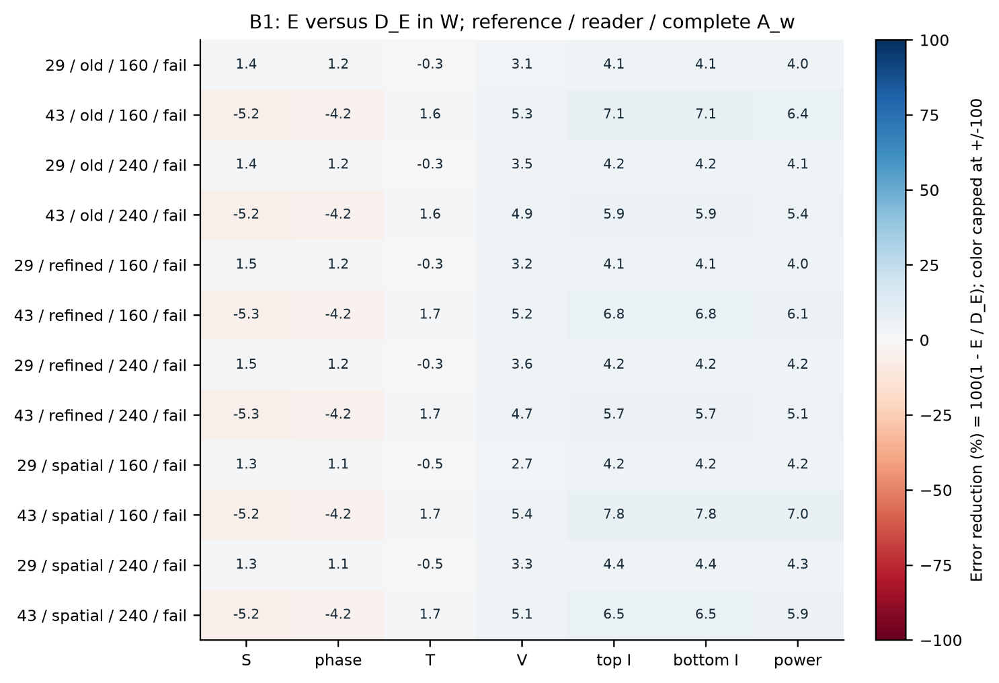 B1: E versus D_E in W; reference / reader / complete A_w
29 / old / 160 / fail 1.4 1.2 -0.3 3.1 4.1 4.1 4.0
43 / old / 160 / fail -5.2 -4.2 1.6 5.3 7.1 7.1 6.4
29 / old / 240 / fail 1.4 1.2 -0.3 3.5 4.2 4.2 4.1
43 / old / 240 / fail -5.2 -4.2 1.6 4.9 5.9 5.9 5.4
29 / refined / 160 / fail 1.5 1.2 -0.3 3.2 4.1 4.1 4.0
43 / refined / 160 / fail -5.3 -4.2 1.7 5.2 6.8 6.8 6.1
29 / refined / 240 / fail 1.5 1.2 -0.3 3.6 4.2 4.2 4.2
43 / refined / 240 / fail -5.3 -4.2 1.7 4.7 5.7 5.7 5.1
29 / spatial / 160 / fail 1.3 1.1 -0.5 2.7 4.2 4.2 4.2
43 / spatial / 160 / fail -5.2 -4.2 1.7 5.4 7.8 7.8 7.0
29 / spatial / 240 / fail 1.3 1.1 -0.5 3.3 4.4 4.4 4.3
43 / spatial / 240 / fail -5.2 -4.2 1.7 5.1 6.5 6.5 5.9
S phase T V top I bottom I power
100
75
50
25
0
−25
−50
−75
−100
Error reduction (%) = 100(1 - E / D_E); color capped at +/-100